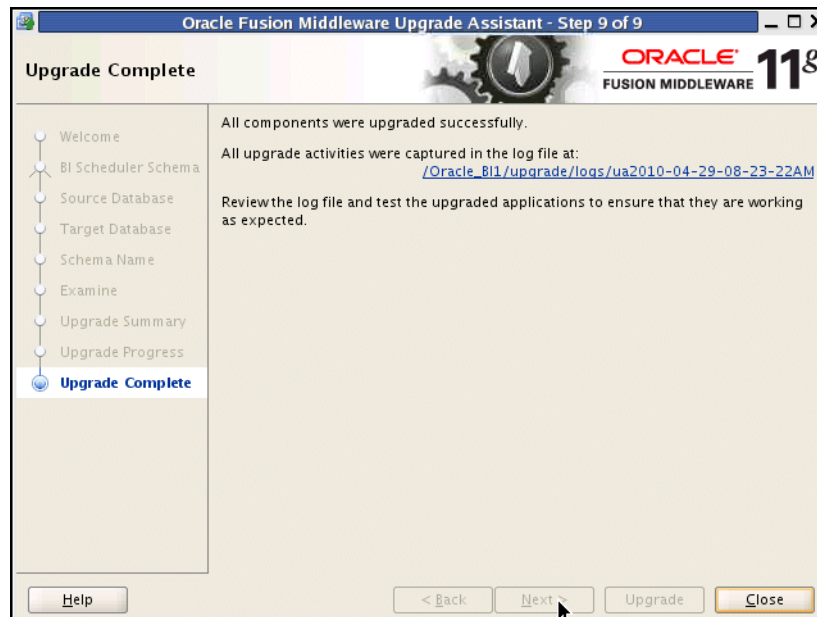 Oracle Fusion Middleware Upgrade Assistant - Step 9 of 9
Upgrade Complete
ORACLE
FUSION MIDDLEWARE 11g
Welcome
BI Scheduler Schema
Source Database
Target Database
Schema Name
Examine
Upgrade Summary
Upgrade Progress
Upgrade Complete
All components were upgraded successfully.
All upgrade activities were captured in the log file at:
/Oracle_BI1/upgrade/logs/ua2010-04-29-08-23-22AM
Review the log file and test the upgraded applications to ensure that they are working
as expected.
Help
< Back
Next >
Upgrade
Close